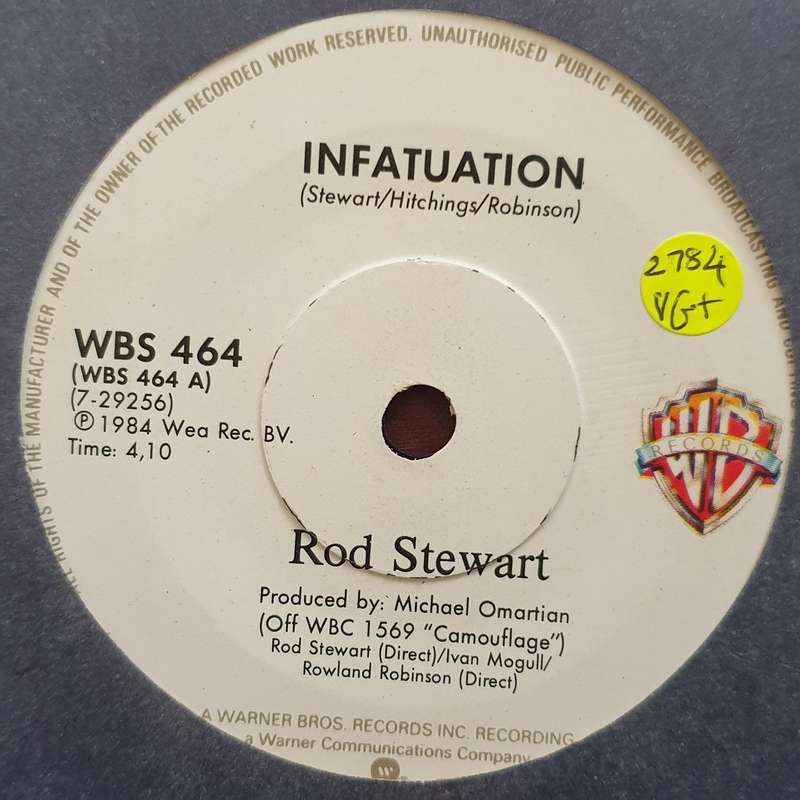 ALL RIGHTS OF THE MANUFACTURER AND OF THE OWNER OF THE RECORDED WORK RESERVED. UNAUTHORISED PUBLIC PERFORMANCE BROADCASTING AND
INFATUATION
(Stewart/Hitchings/Robinson)
2784
VG+
WBS 464
(WBS 464 A)
(7-29256)
Ⓟ 1984 Wea Rec. BV.
Time: 4,10
WB
RECORDS
Rod Stewart
Produced by: Michael Omartian
(Off WBC 1569 "Camouflage")
Rod Stewart (Direct)/Ivan Mogull/
Rowland Robinson (Direct)
A WARNER BROS. RECORDS INC. RECORDING
a Warner Communications Company